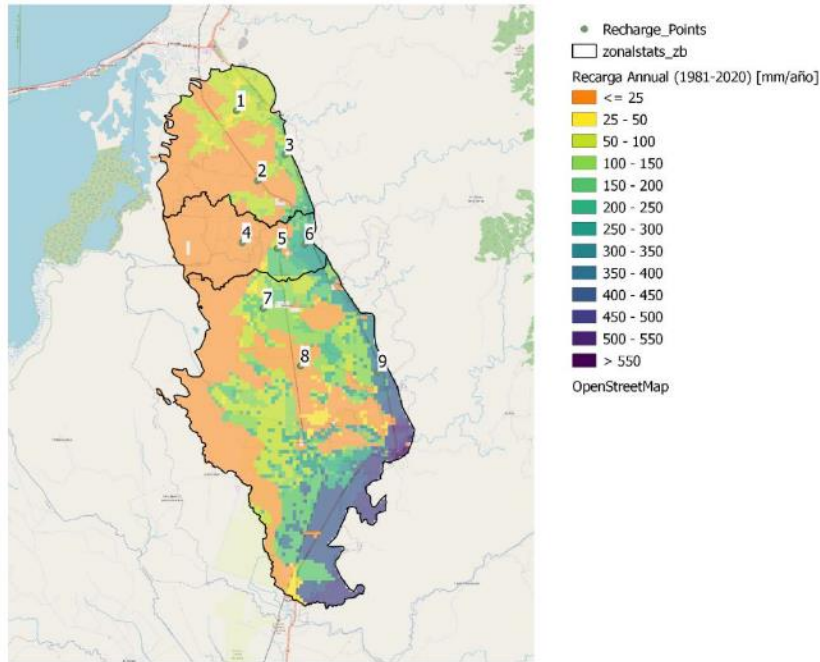 Recharge_Points
zonalstats_zb
Recarga Annual (1981-2020) [mm/año]
<= 25
25 - 50
50 - 100
100 - 150
150 - 200
200 - 250
250 - 300
300 - 350
350 - 400
400 - 450
450 - 500
500 - 550
> 550
OpenStreetMap
1
3
2
4
5
6
7
8
9